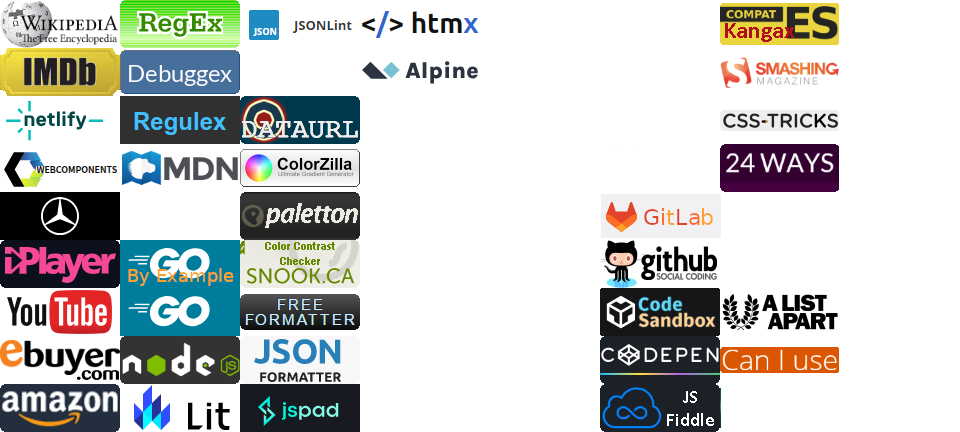 WIKIPEDIA
The Free Encyclopedia
RegEx
JSON
JSONLint
</> htmx
COMPAT
Kangax
ES
IMDb
Debuggex
Alpine
SMASHING
MAGAZINE
netlify
Regulex
DATAURL
CSS-TRICKS
WEBCOMPONENTS
MDN
ColorZilla
Ultimate Gradient Generator
24 WAYS
paletton
GitLab
iPlayer
GO
By Example
Color Contrast
Checker
SNOOK.CA
github
SOCIAL CODING
YouTube
GO
FREE
FORMATTER
Code
Sandbox
A LIST
APART
ebuyer
.com
node
JS
JSON
FORMATTER
CODEPEN
Can I use
amazon
Lit
jspad
JS
Fiddle